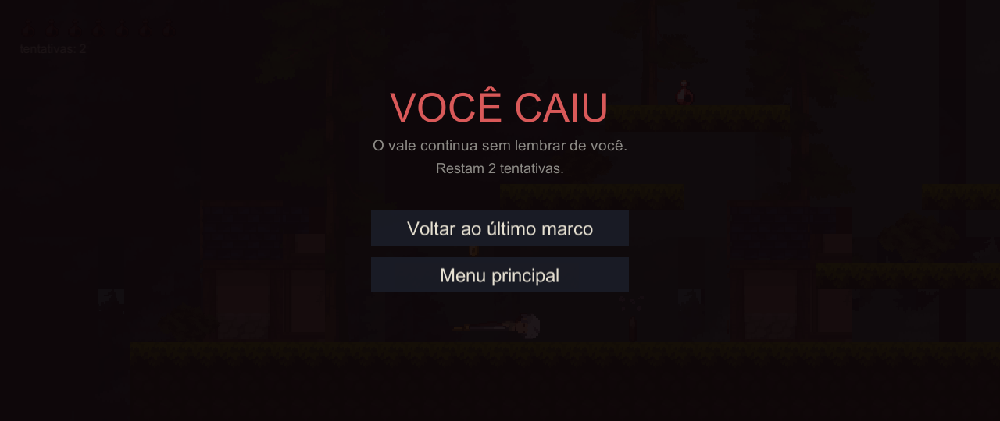 tentativas: 2
VOCÊ CAIU
O vale continua sem lembrar de você.
Restam 2 tentativas.
Voltar ao último marco
Menu principal